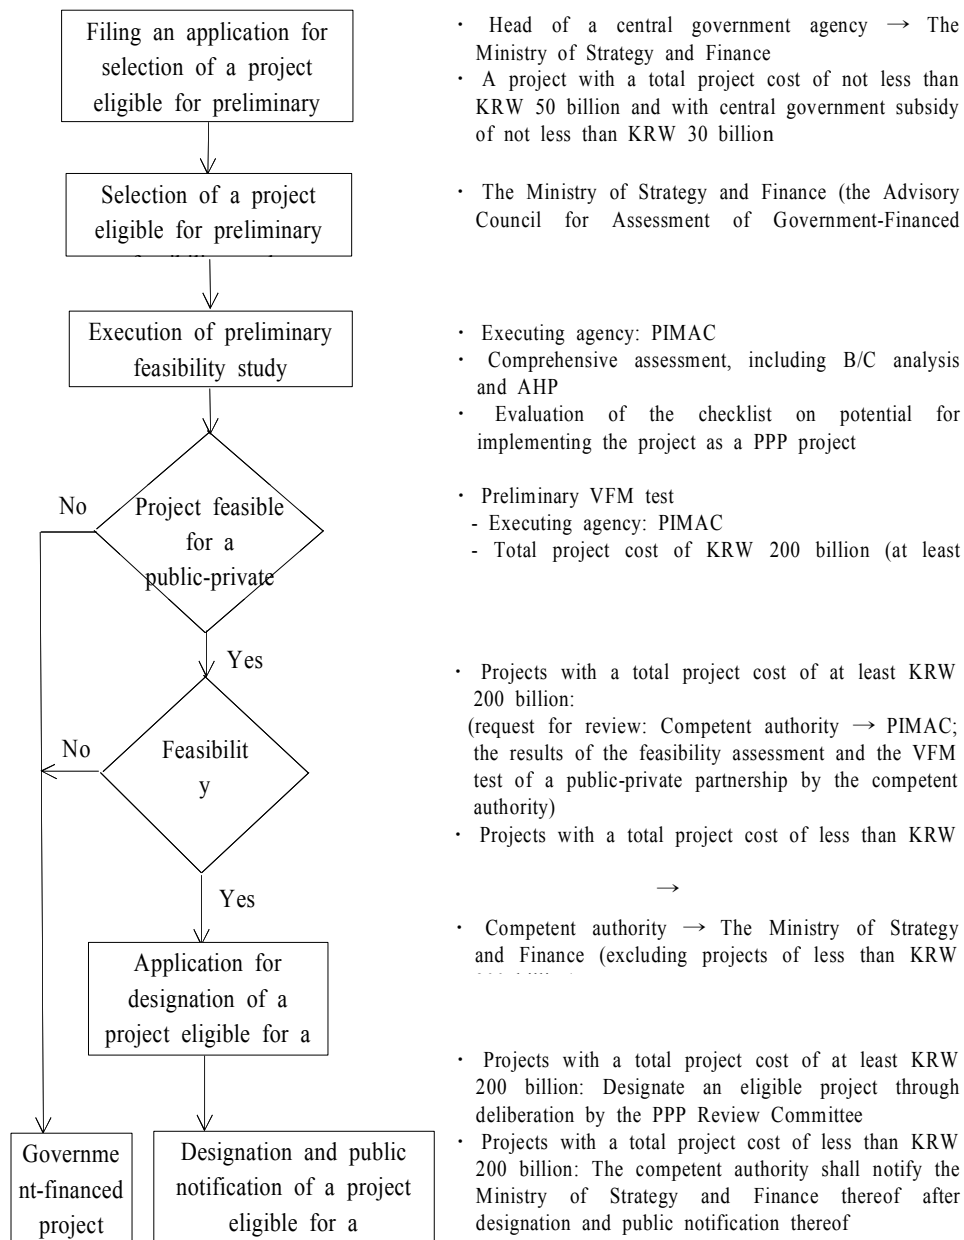 Filing an application for
selection of a project
eligible for preliminary
· Head of a central government agency → The
Ministry of Strategy and Finance
· A project with a total project cost of not less than
KRW 50 billion and with central government subsidy
of not less than KRW 30 billion
Selection of a project
eligible for preliminary
· The Ministry of Strategy and Finance (the Advisory
Council for Assessment of Government-Financed
Execution of preliminary
feasibility study
· Executing agency: PIMAC
· Comprehensive assessment, including B/C analysis
and AHP
· Evaluation of the checklist on potential for
implementing the project as a PPP project
No
Project feasible
for a
public-private
· Preliminary VFM test
- Executing agency: PIMAC
- Total project cost of KRW 200 billion (at least
Yes
No
Feasibilit
y
· Projects with a total project cost of at least KRW
200 billion:
(request for review: Competent authority → PIMAC;
the results of the feasibility assessment and the VFM
test of a public-private partnership by the competent
authority)
· Projects with a total project cost of less than KRW
→
Yes
Application for
designation of a
project eligible for a
· Competent authority → The Ministry of Strategy
and Finance (excluding projects of less than KRW
Governme
nt-financed
project
Designation and public
notification of a project
eligible for a
· Projects with a total project cost of at least KRW
200 billion: Designate an eligible project through
deliberation by the PPP Review Committee
· Projects with a total project cost of less than KRW
200 billion: The competent authority shall notify the
Ministry of Strategy and Finance thereof after
designation and public notification thereof